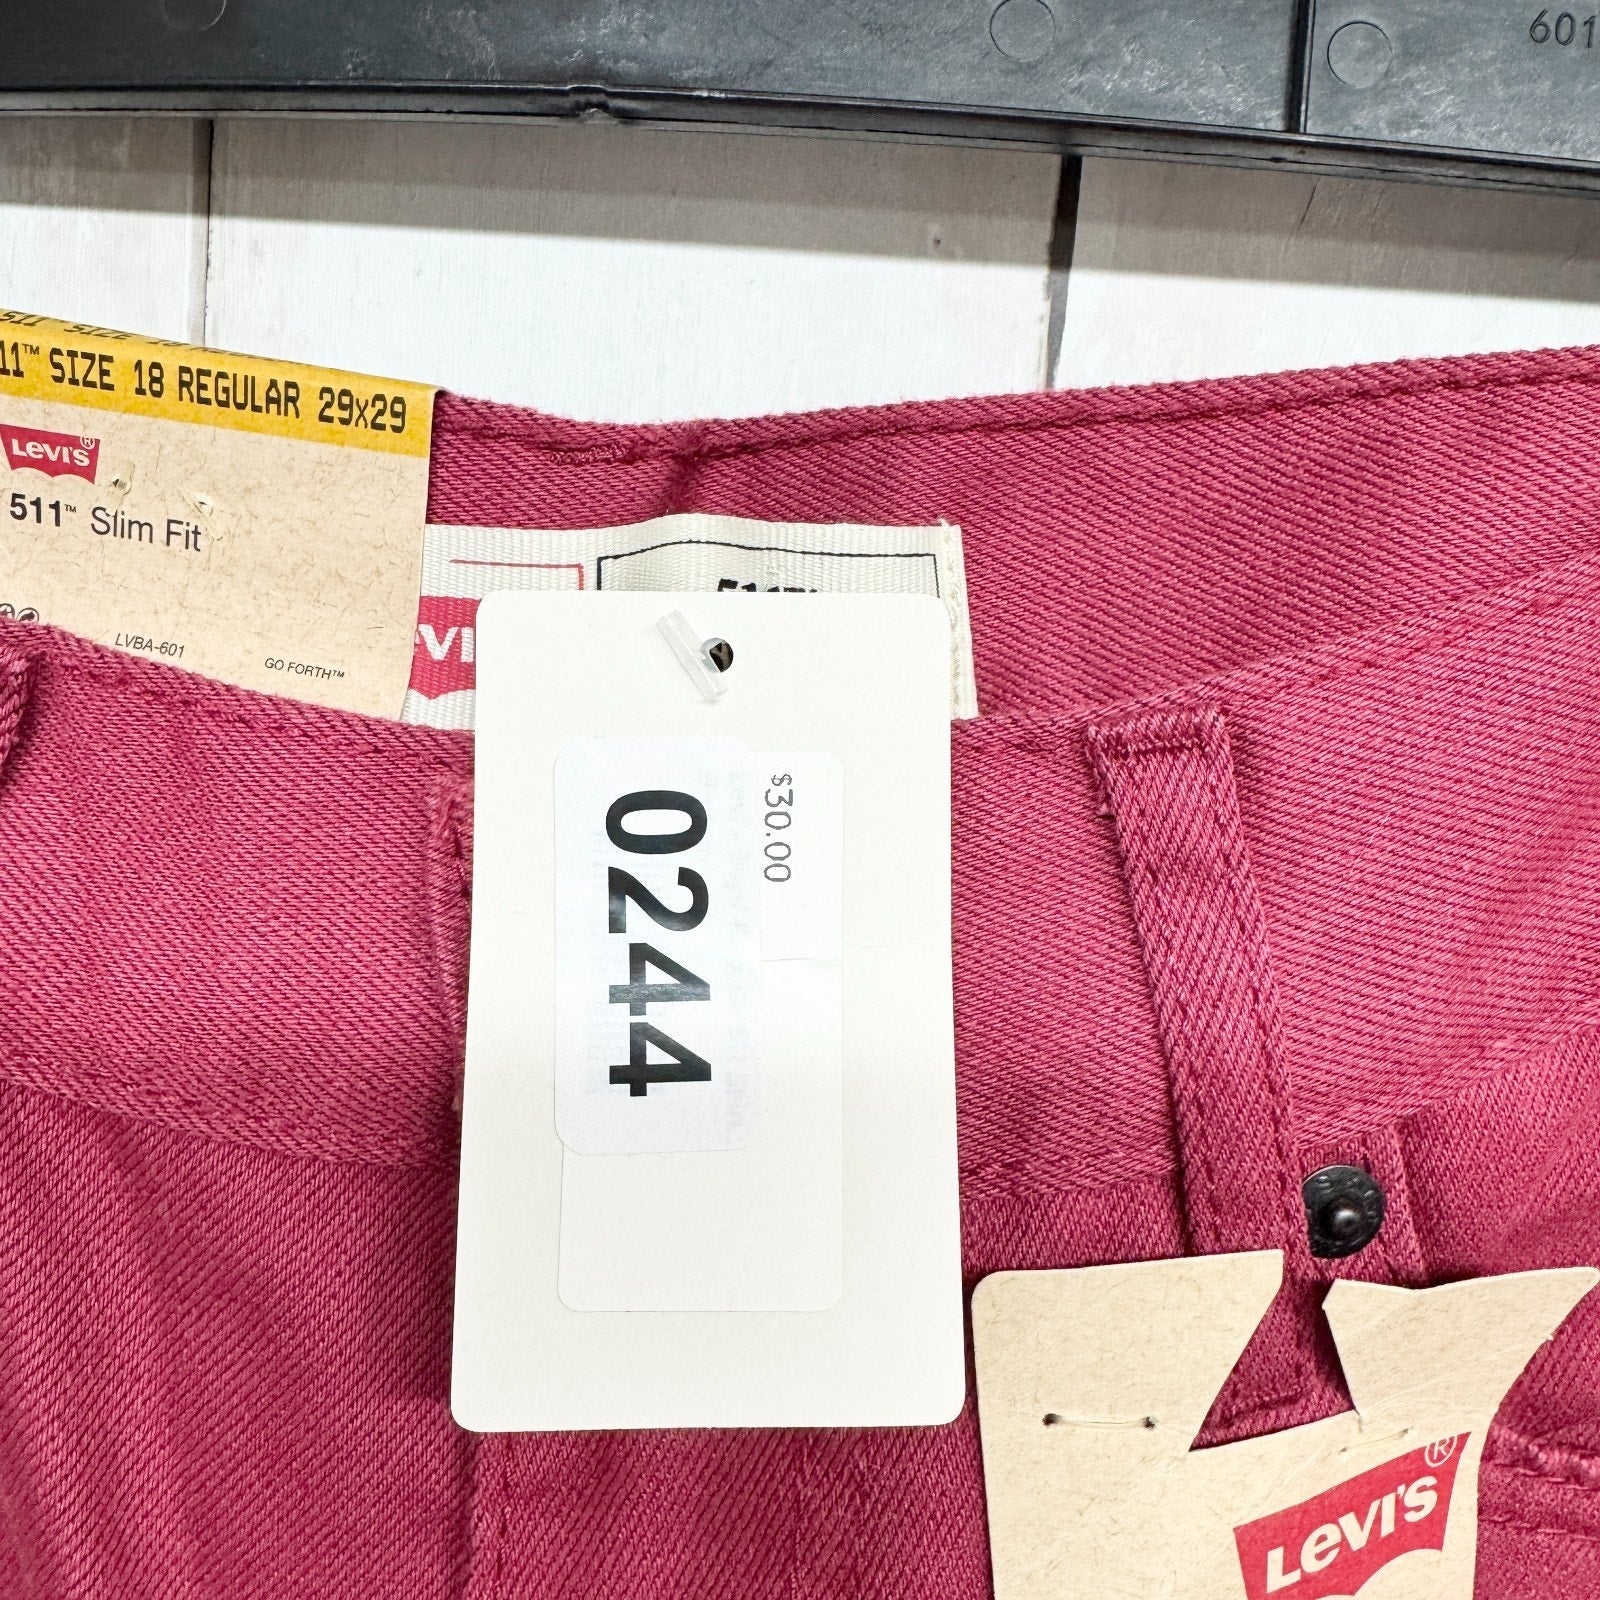 601
11™ SIZE 18 REGULAR 29x29
Levi's®
511™ Slim Fit
LVBA-601
GO FORTH™
$30.00
0244
Levi's®